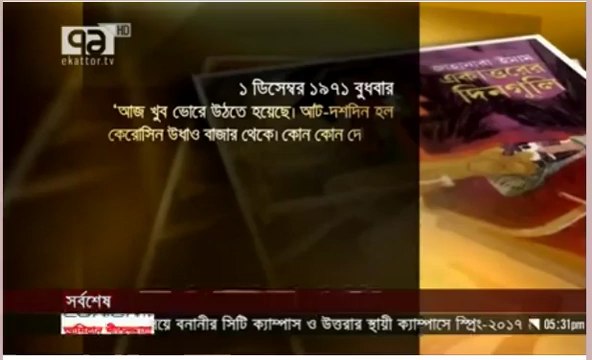 ৭১ HD
ekattor.tv
জাহানারা ইমাম
একাত্তরের
দিনগুলি
১ ডিসেম্বর ১৯৭১ বুধবার
'আজ খুব ভোরে উঠতে হয়েছে। আট-দশদিন হল
কেরোসিন উধাও বাজার থেকে। কোন কোন দে
সর্বশেষ
য়ে বনানীর সিটি ক্যাম্পাস ও উত্তরার স্থায়ী ক্যাম্পাসে স্প্রিং-২০১৭
05:31pm